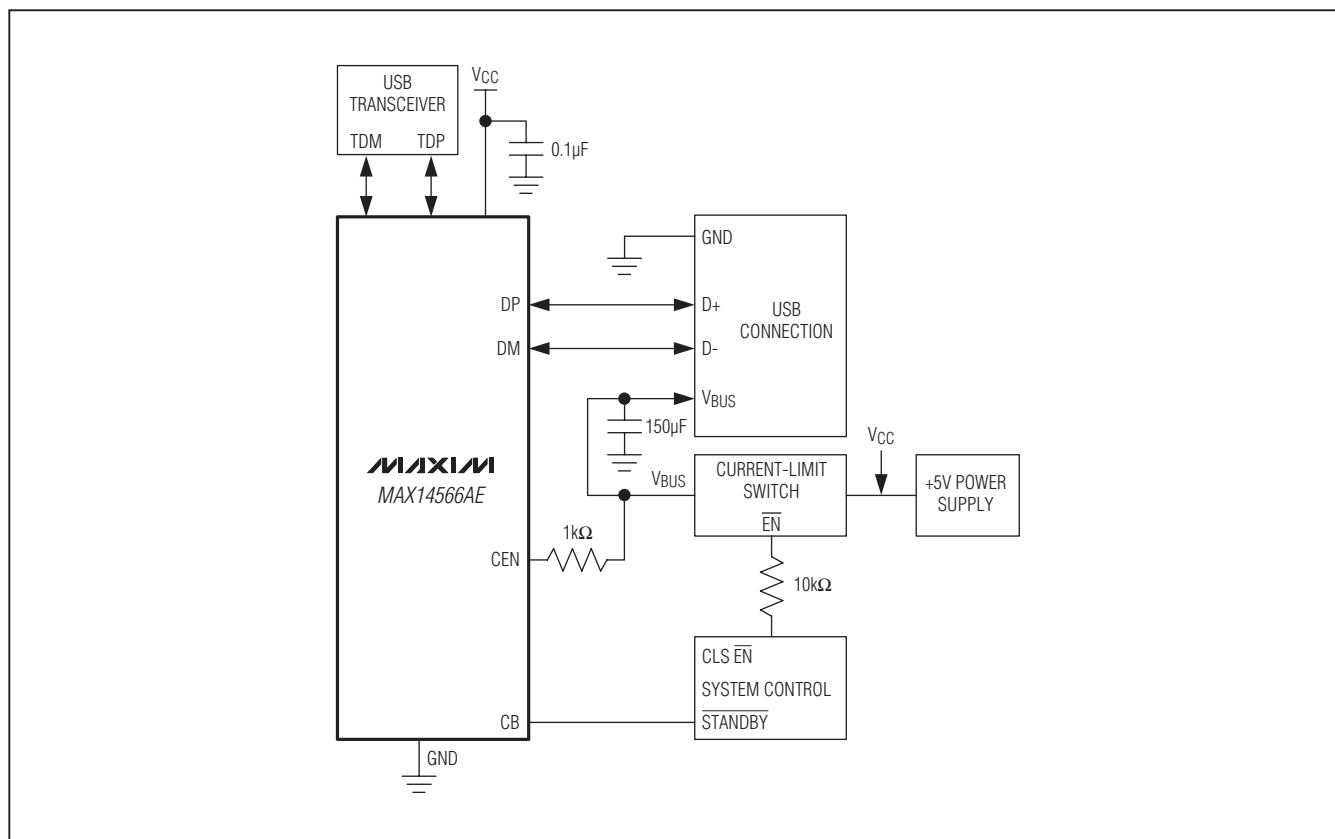 USB
TRANSCEIVER
TDM TDP
VCC
0.1µF
GND
DP
D+
USB
CONNECTION
DM
D-
VBUS
150µF
VCC
MAXIM
MAX14566AE
VBUS
CURRENT-LIMIT
SWITCH
EN
+5V POWER
SUPPLY
1kΩ
CEN
10kΩ
CLS EN
SYSTEM CONTROL
CB
STANDBY
GND